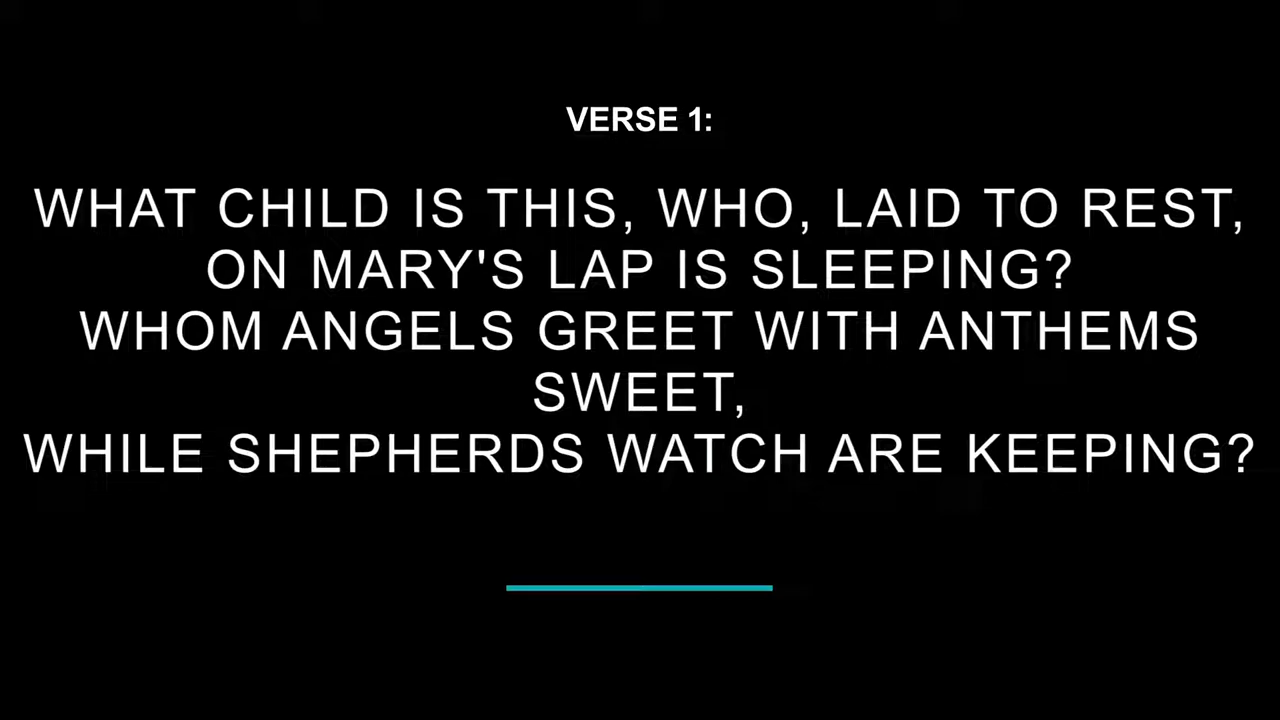 VERSE 1:
WHAT CHILD IS THIS, WHO, LAID TO REST,
ON MARY'S LAP IS SLEEPING?
WHOM ANGELS GREET WITH ANTHEMS
SWEET,
WHILE SHEPHERDS WATCH ARE KEEPING?